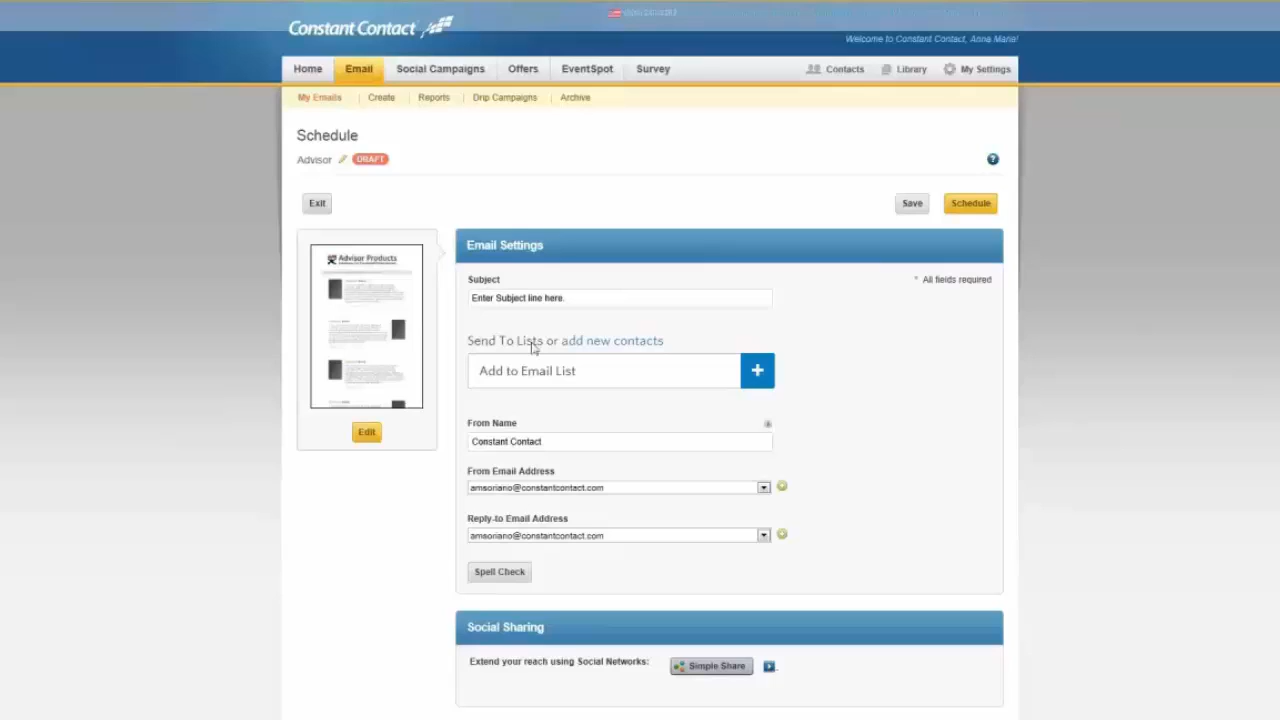 Constant Contact
Welcome to Constant Contact, Anna Maria!
Home Email Social Campaigns Offers EventSpot Survey Contacts Library My Settings
My Emails Create Reports Drip Campaigns Archive
Schedule
Advisor DRAFT ?
Exit Save Schedule
Advisor Products
Edit
Email Settings
Subject * All fields required
Enter Subject line here.
Send To Lists or add new contacts
Add to Email List +
From Name
Constant Contact
From Email Address
amsoriano@constantcontact.com
Reply-to Email Address
amsoriano@constantcontact.com
Spell Check
Social Sharing
Extend your reach using Social Networks: Simple Share